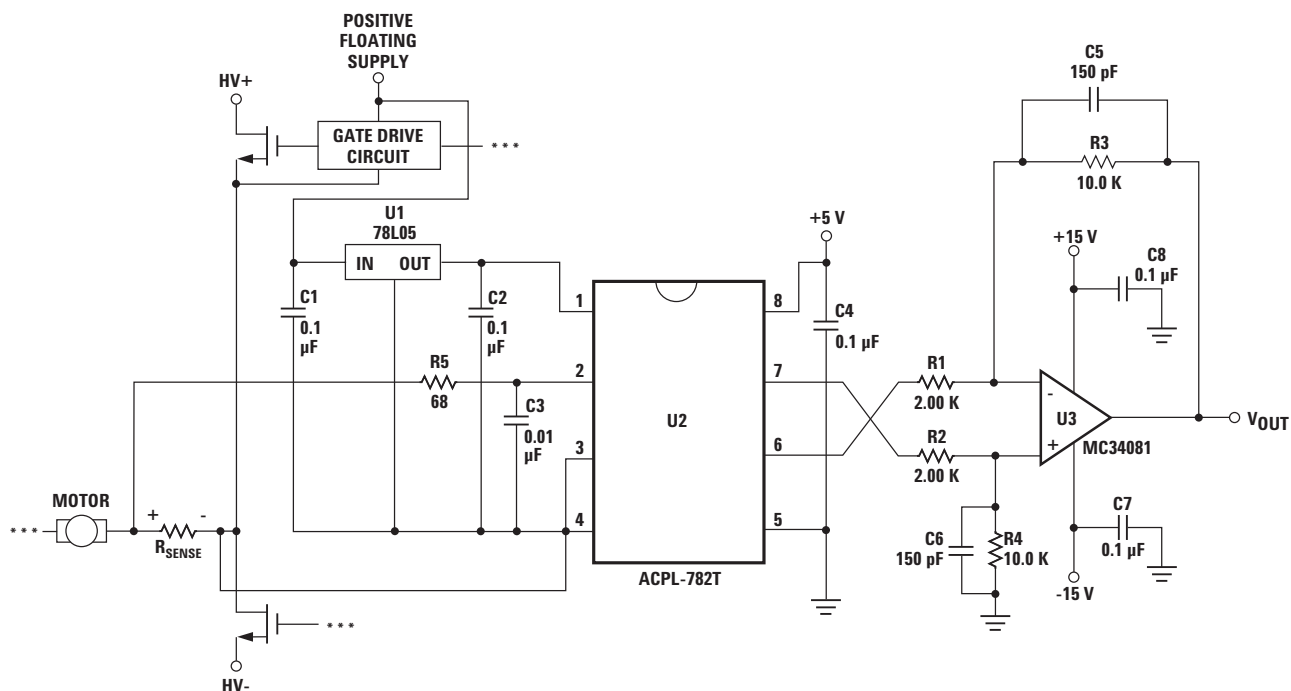 POSITIVE
FLOATING
SUPPLY
HV+
GATE DRIVE
CIRCUIT
***
U1
78L05
IN OUT
C1
0.1
µF
C2
0.1
µF
R5
68
C3
0.01
µF
MOTOR
***
+ -
RSENSE
***
HV-
1
2
3
4
U2
8
7
6
5
ACPL-782T
+5 V
C4
0.1 µF
R1
2.00 K
R2
2.00 K
C5
150 pF
R3
10.0 K
+15 V
C8
0.1 µF
-
U3
+
MC34081
VOUT
C6
150 pF
R4
10.0 K
C7
0.1 µF
-15 V